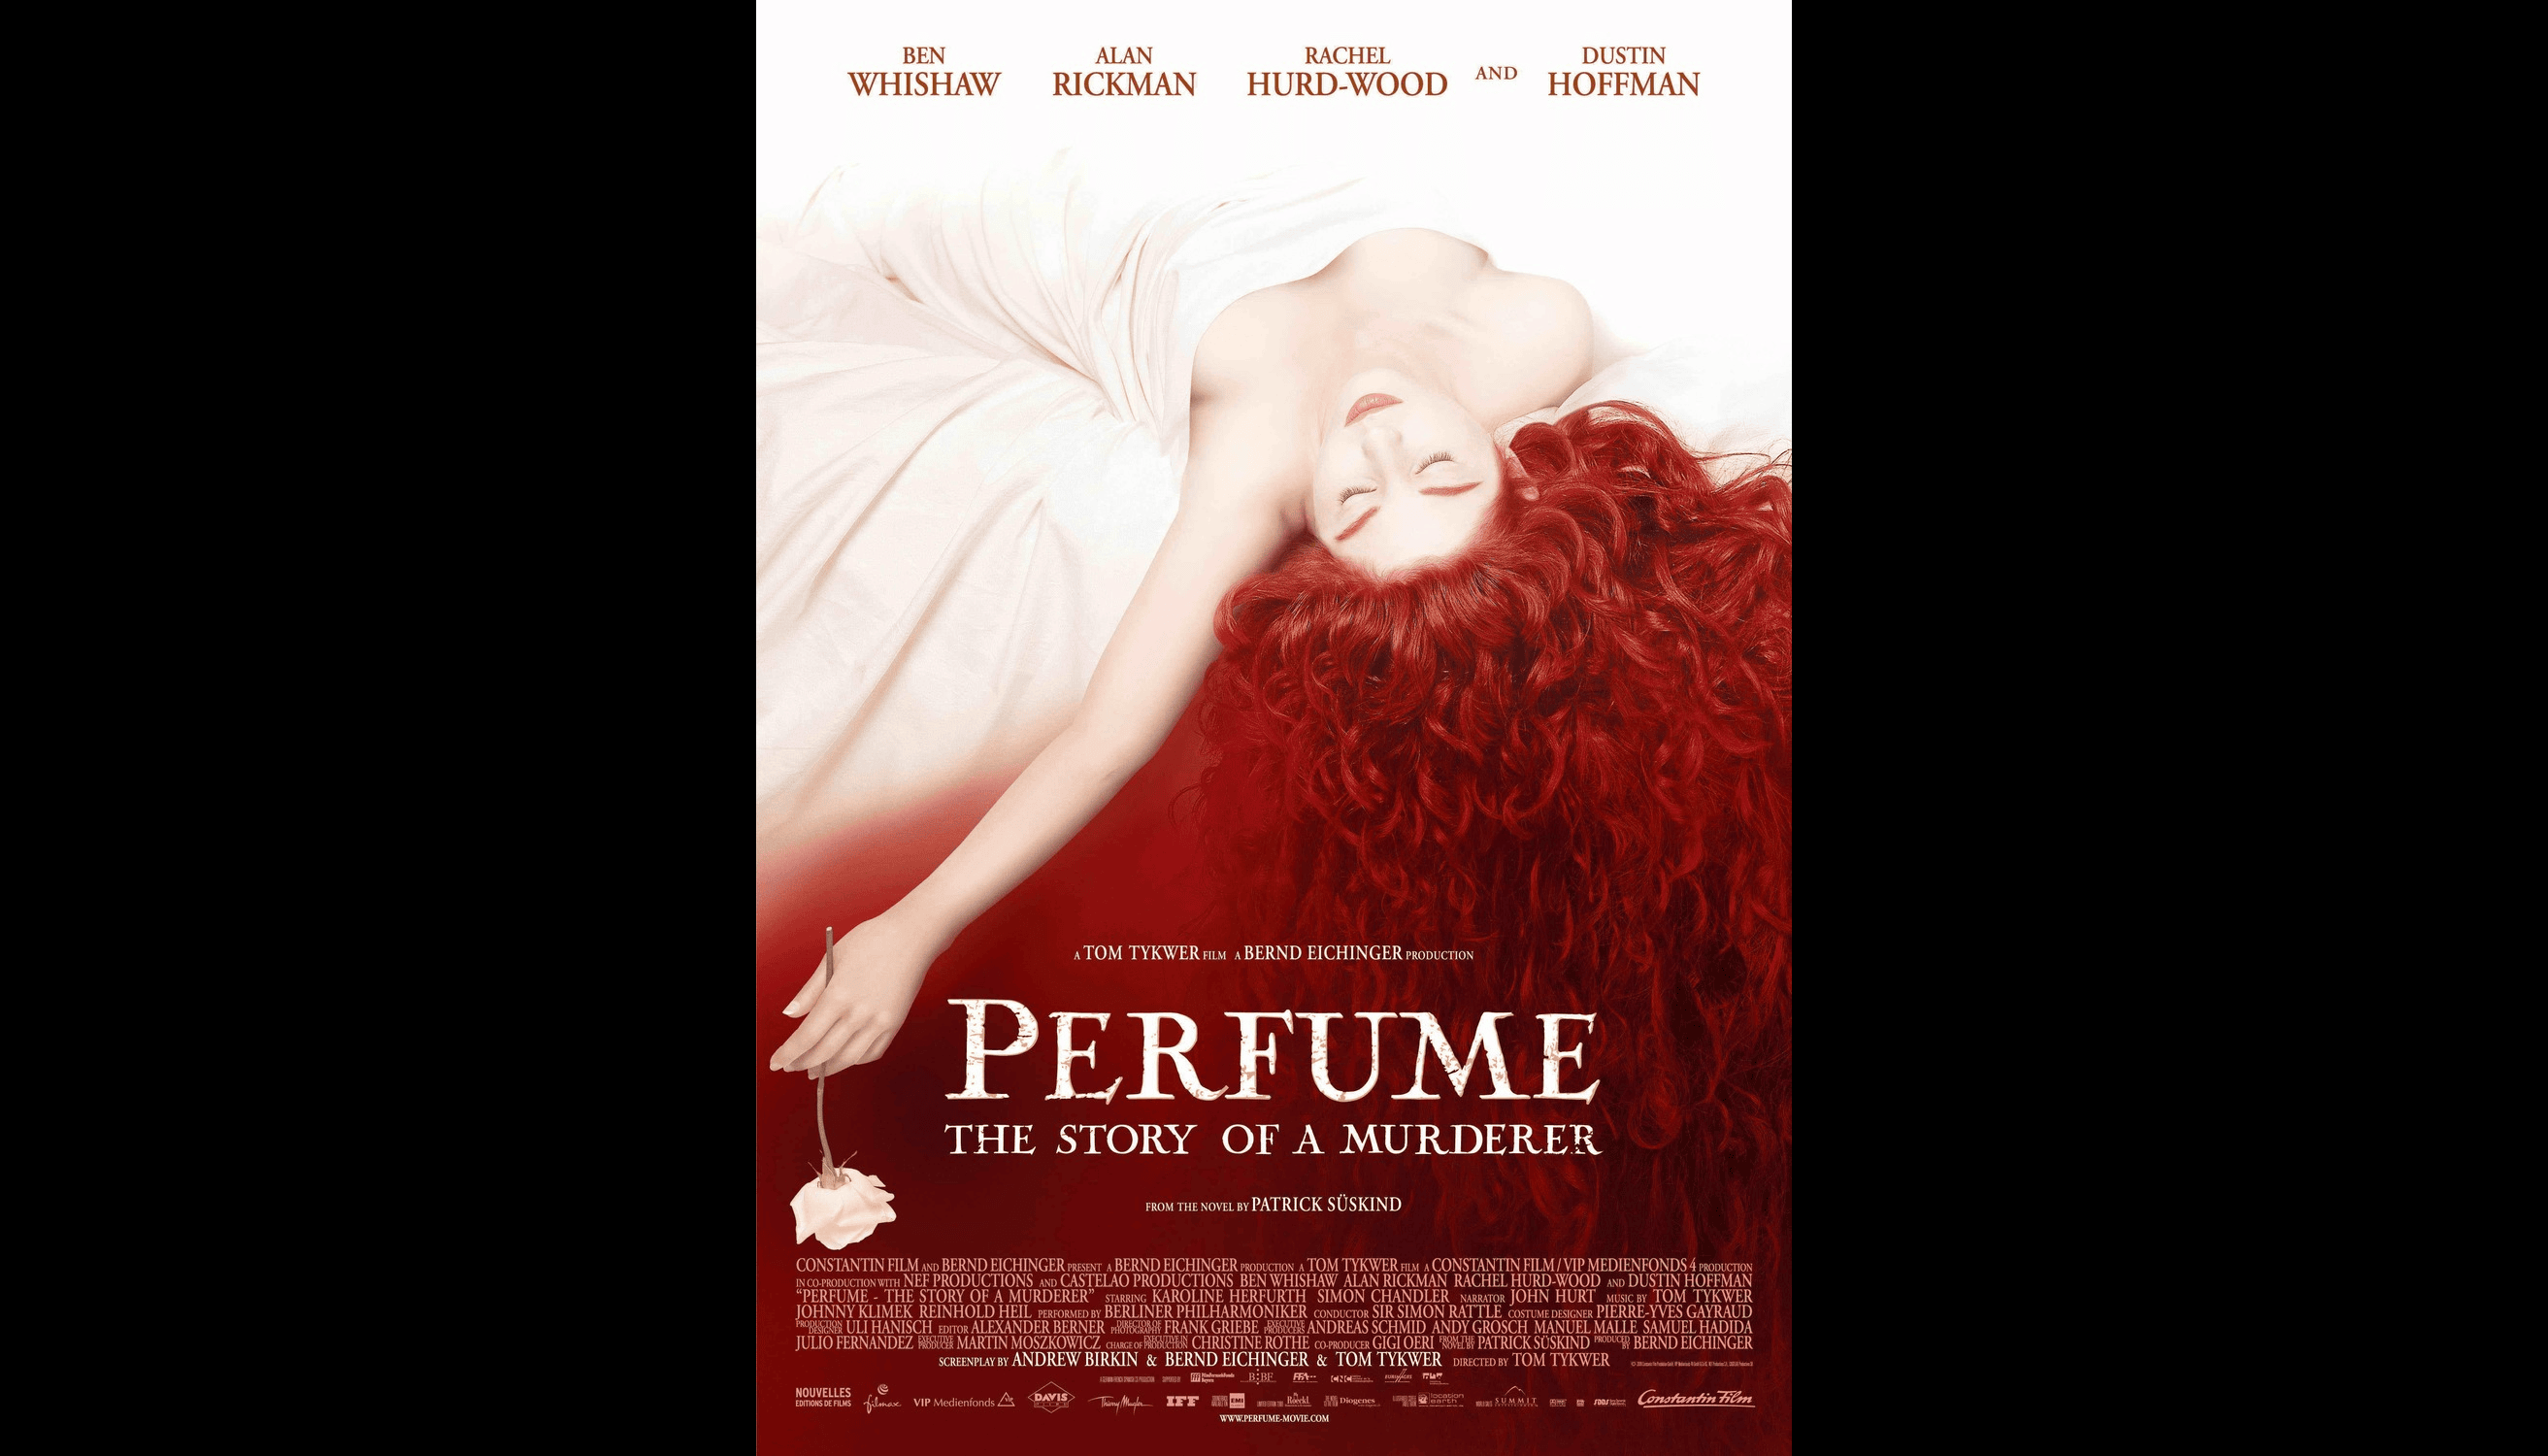 BEN WHISHAW
ALAN RICKMAN
RACHEL HURD-WOOD
AND
DUSTIN HOFFMAN
A TOM TYKWER FILM A BERND EICHINGER PRODUCTION
PERFUME
THE STORY OF A MURDERER
FROM THE NOVEL BY PATRICK SÜSKIND
CONSTANTIN FILM AND BERND EICHINGER PRESENT A BERND EICHINGER PRODUCTION A TOM TYKWER FILM A CONSTANTIN FILM / VIP MEDIENFONDS 4 PRODUCTION
IN CO-PRODUCTION WITH NEF PRODUCTIONS AND CASTELAO PRODUCTIONS BEN WHISHAW ALAN RICKMAN RACHEL HURD-WOOD AND DUSTIN HOFFMAN
“PERFUME - THE STORY OF A MURDERER” STARRING KAROLINE HERFURTH SIMON CHANDLER NARRATOR JOHN HURT MUSIC BY TOM TYKWER
JOHNNY KLIMEK REINHOLD HEIL PERFORMED BY BERLINER PHILHARMONIKER CONDUCTOR SIR SIMON RATTLE COSTUME DESIGNER PIERRE-YVES GAYRAUD
PRODUCTION DESIGNER ULI HANISCH EDITOR ALEXANDER BERNER DIRECTOR OF PHOTOGRAPHY FRANK GRIEBE EXECUTIVE PRODUCERS ANDREAS SCHMID ANDY GROSCH MANUEL MALLE SAMUEL HADIDA
JULIO FERNANDEZ EXECUTIVE PRODUCER MARTIN MOSZKOWICZ EXECUTIVE IN CHARGE OF PRODUCTION CHRISTINE ROTHE CO-PRODUCER GIGI OERI FROM THE NOVEL BY PATRICK SÜSKIND PRODUCED BY BERND EICHINGER
SCREENPLAY BY ANDREW BIRKIN & BERND EICHINGER & TOM TYKWER DIRECTED BY TOM TYKWER
NOUVELLES EDITIONS DE FILMS filmax VIP Medienfonds DAVIS Thierry Mugler IFF EMI Roeckl Diogenes location earth SUMMIT Constantin Film
WWW.PERFUME-MOVIE.COM